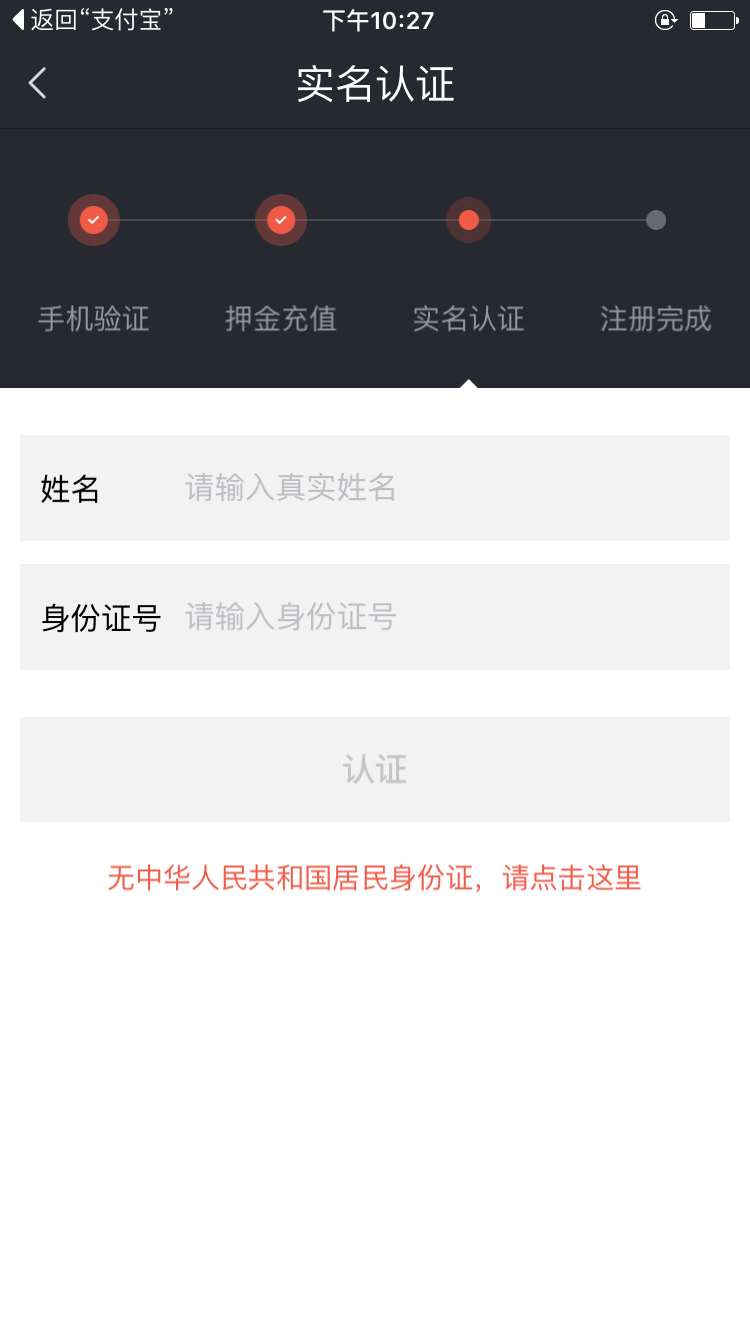 返回“支付宝”
下午10:27
实名认证
手机验证
押金充值
实名认证
注册完成
姓名 请输入真实姓名
身份证号 请输入身份证号
认证
无中华人民共和国居民身份证，请点击这里